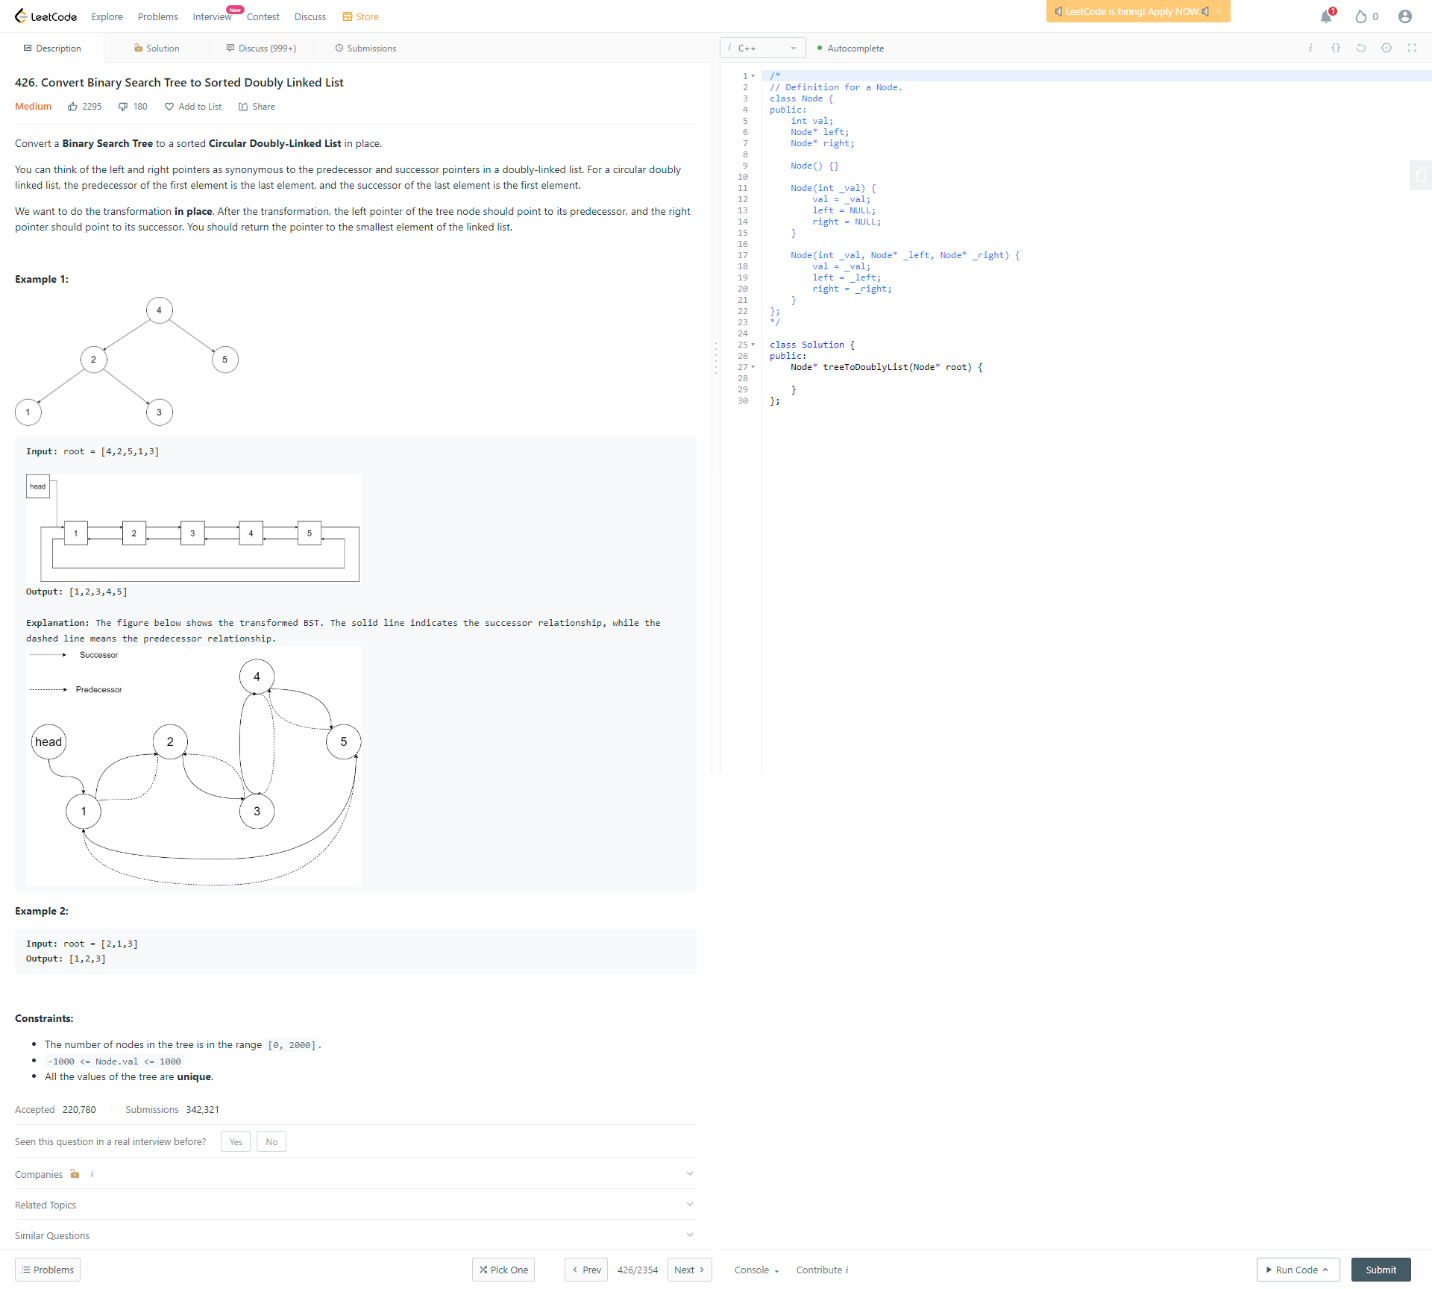 LeetCode Explore Problems Interview New Contest Discuss Store LeetCode is hiring! Apply NOW. 1 0
Description Solution Discuss (999+) Submissions
i C++ Autocomplete i {}
426. Convert Binary Search Tree to Sorted Doubly Linked List
Medium 2295 180 Add to List Share
Convert a Binary Search Tree to a sorted Circular Doubly-Linked List in place.
You can think of the left and right pointers as synonymous to the predecessor and successor pointers in a doubly-linked list. For a circular doubly
linked list, the predecessor of the first element is the last element, and the successor of the last element is the first element.
We want to do the transformation in place. After the transformation, the left pointer of the tree node should point to its predecessor, and the right
pointer should point to its successor. You should return the pointer to the smallest element of the linked list.
Example 1:
4
2 5
1 3
Input: root = [4,2,5,1,3]
head
1 2 3 4 5
Output: [1,2,3,4,5]
Explanation: The figure below shows the transformed BST. The solid line indicates the successor relationship, while the
dashed line means the predecessor relationship.
Successor
4
Predecessor
head 2 5
1 3
Example 2:
Input: root = [2,1,3]
Output: [1,2,3]
Constraints:
• The number of nodes in the tree is in the range [0, 2000].
• -1000 <= Node.val <= 1000
• All the values of the tree are unique.
Accepted 220,780 Submissions 342,321
Seen this question in a real interview before? Yes No
Companies i
Related Topics
Similar Questions
Problems Pick One < Prev 426/2354 Next >
1 /*
2 // Definition for a Node.
3 class Node {
4 public:
5 int val;
6 Node* left;
7 Node* right;
8
9 Node() {}
10
11 Node(int _val) {
12 val = _val;
13 left = NULL;
14 right = NULL;
15 }
16
17 Node(int _val, Node* _left, Node* _right) {
18 val = _val;
19 left = _left;
20 right = _right;
21 }
22 };
23 */
24
25 class Solution {
26 public:
27 Node* treeToDoublyList(Node* root) {
28
29 }
30 };
Console Contribute i Run Code Submit